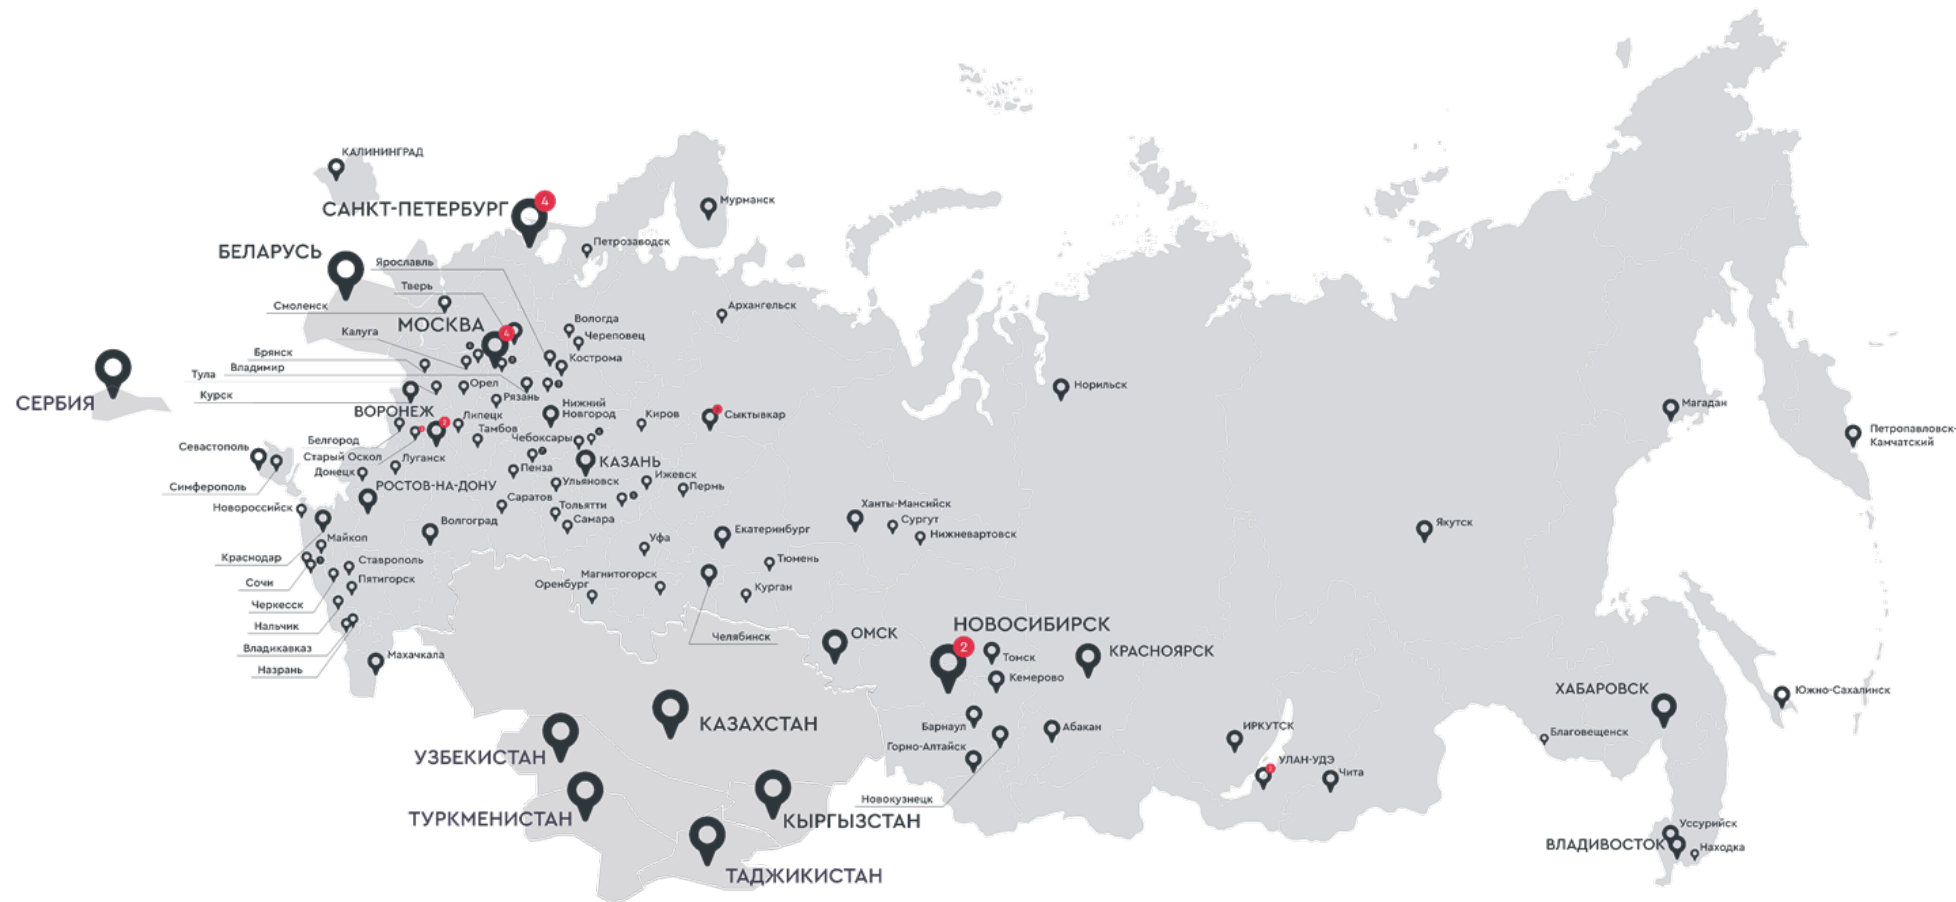 КАЛИНИНГРАД
САНКТ-ПЕТЕРБУРГ
4
Мурманск
Петрозаводск
БЕЛАРУСЬ
Ярославль
Тверь
Смоленск
Архангельск
МОСКВА
4
Вологда
Череповец
Калуга
Брянск
Кострома
Владимир
Тула
Орел
Курск
Рязань
СЕРБИЯ
Норильск
Нижний
Новгород
ВОРОНЕЖ
2
Липецк
Киров
Сыктывкар
2
Магадан
Петропавловск-
Камчатский
Тамбов
Чебоксары
Белгород
Севастополь
Старый Оскол
Луганск
КАЗАНЬ
Донецк
Пенза
Ижевск
Симферополь
РОСТОВ-НА-ДОНУ
Ульяновск
Пермь
Саратов
Тольятти
Новороссийск
Самара
Волгоград
Ханты-Мансийск
Сургут
Нижневартовск
Екатеринбург
Якутск
Майкоп
Уфа
Краснодар
Ставрополь
Тюмень
Сочи
Пятигорск
Магнитогорск
Оренбург
Курган
Черкесск
Нальчик
Челябинск
ОМСК
НОВОСИБИРСК
2
Владикавказ
Назрань
Махачкала
Томск
КРАСНОЯРСК
Кемерово
ХАБАРОВСК
Южно-Сахалинск
КАЗАХСТАН
Барнаул
Абакан
ИРКУТСК
Благовещенск
Горно-Алтайск
УЗБЕКИСТАН
УЛАН-УДЭ
Чита
Новокузнецк
ТУРКМЕНИСТАН
КЫРГЫЗСТАН
Уссурийск
ВЛАДИВОСТОК
Находка
ТАДЖИКИСТАН